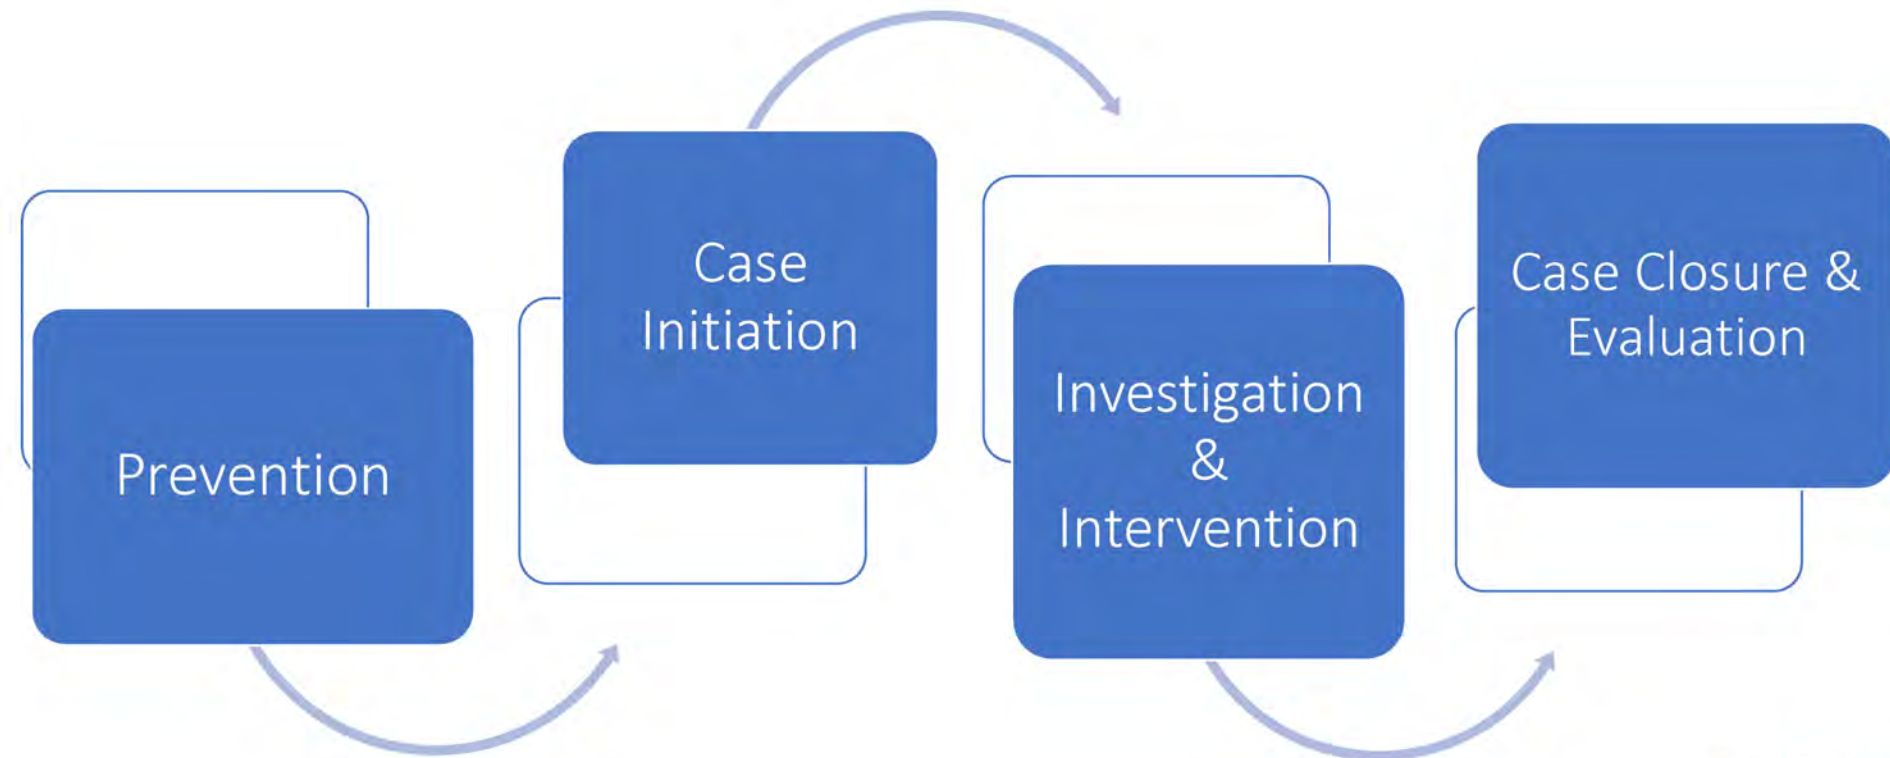 Prevention
Case
Initiation
Investigation
&
Intervention
Case Closure &
Evaluation